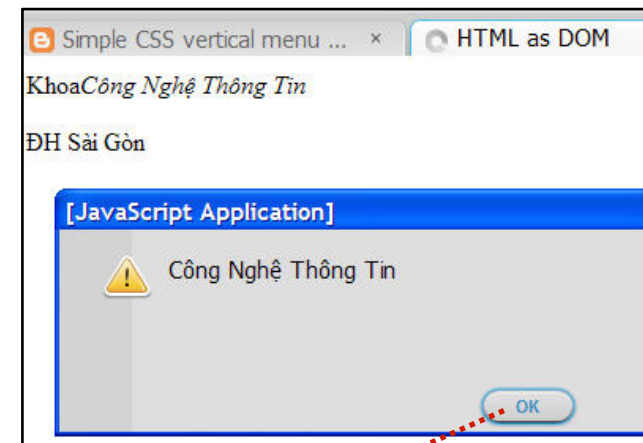 Simple CSS vertical menu ... × HTML as DOM
KhoaCông Nghệ Thông Tin
ĐH Sài Gòn
[JavaScript Application]
Công Nghệ Thông Tin
OK